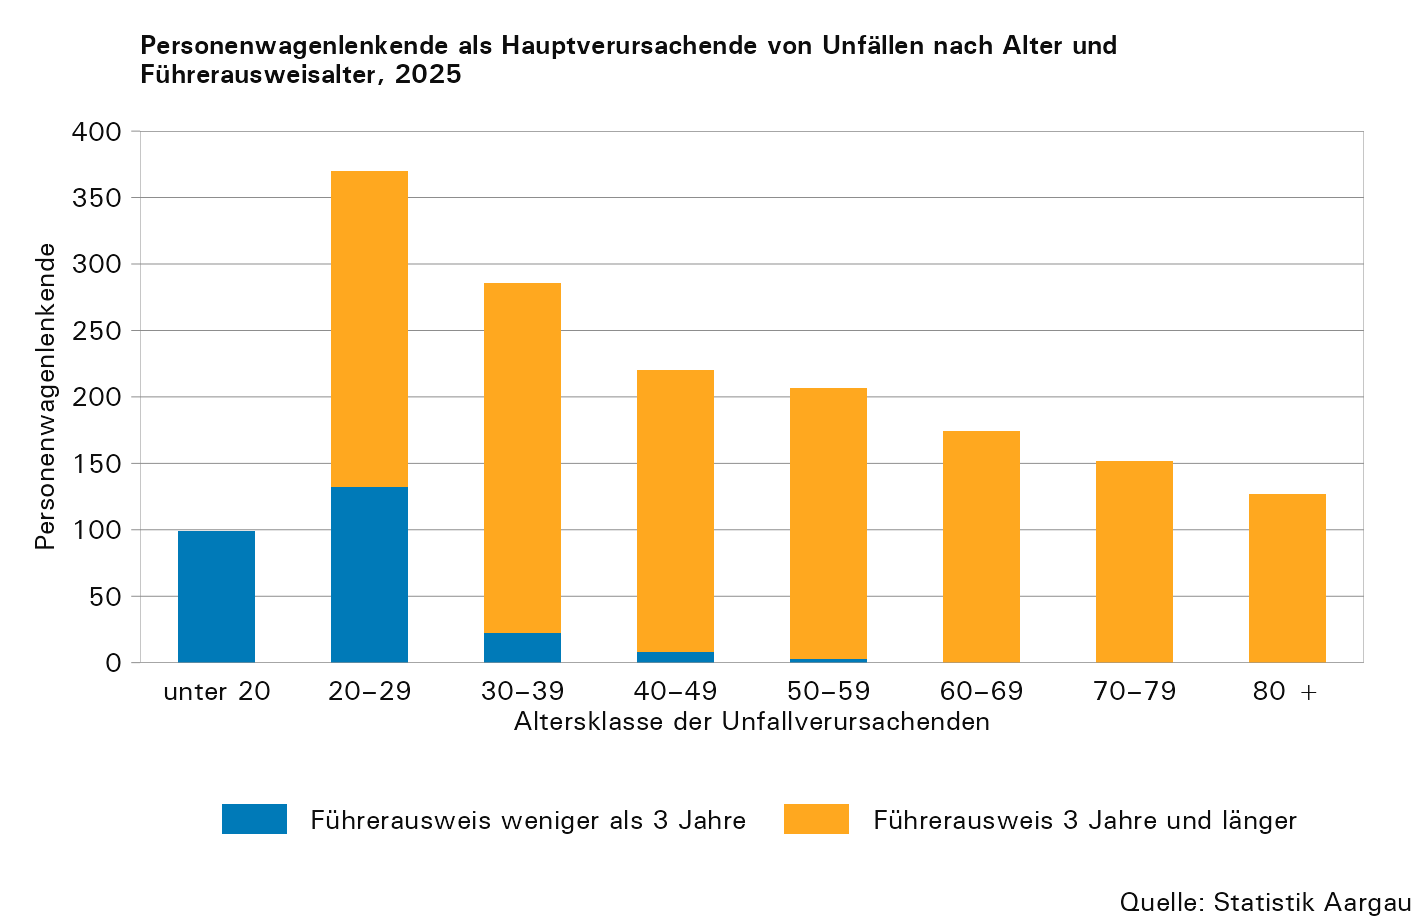 Personenwagenlenkende als Hauptverursachende von Unfällen nach Alter und
Führerausweisalter, 2025
Personenwagenlenkende
400
350
300
250
200
150
100
50
0
unter 20 20–29 30–39 40–49 50–59 60–69 70–79 80 +
Altersklasse der Unfallverursachenden
Führerausweis weniger als 3 Jahre Führerausweis 3 Jahre und länger
Quelle: Statistik Aargau